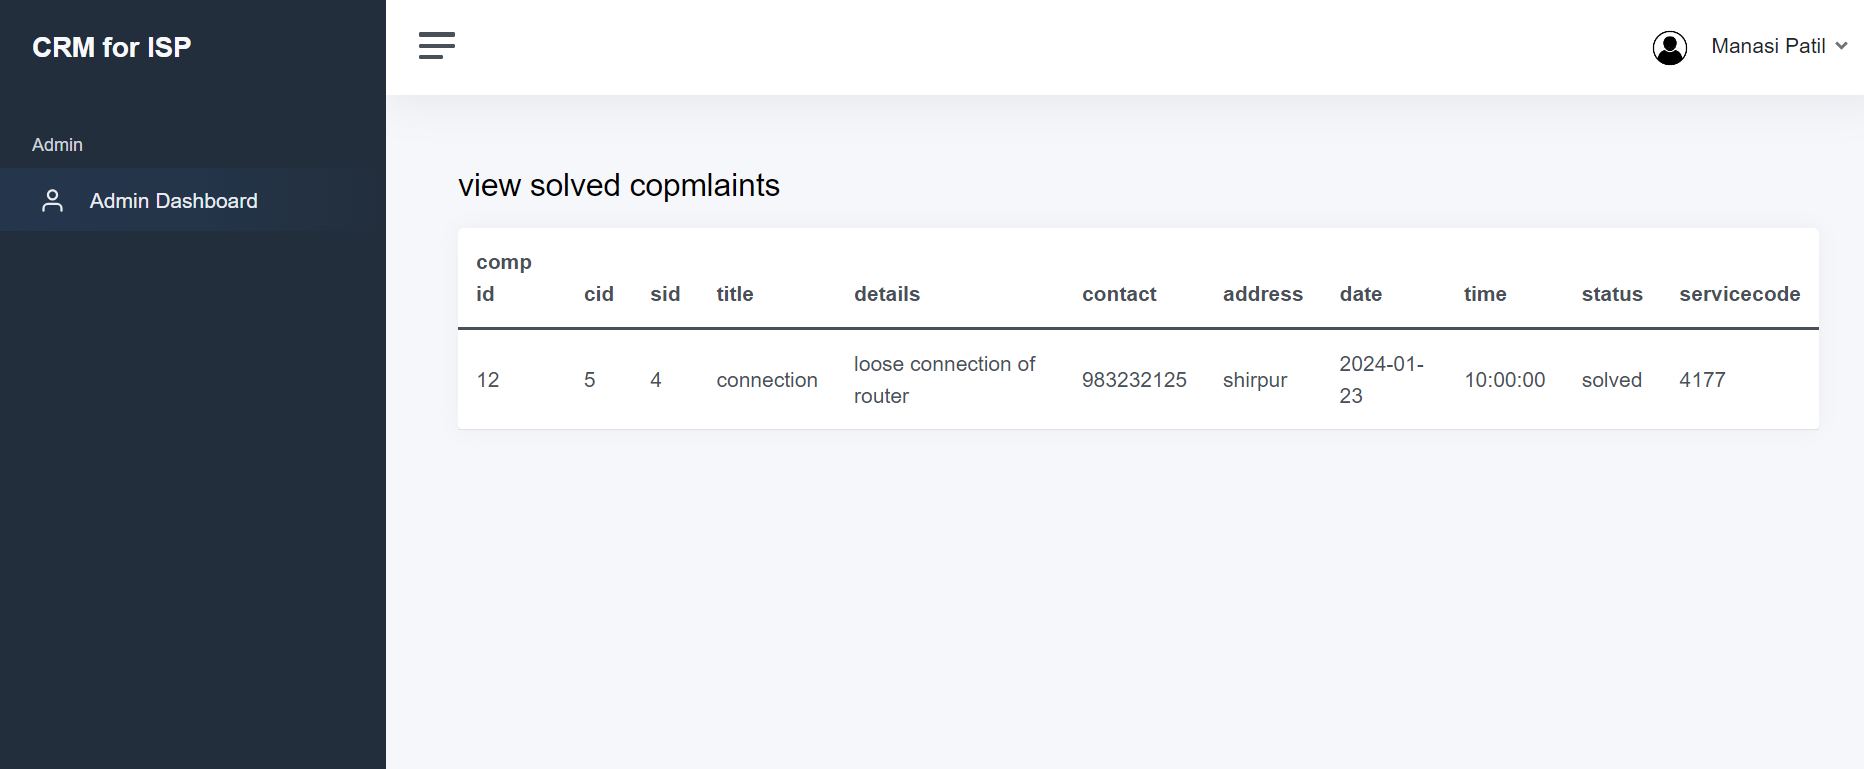 CRM for ISP
Manasi Patil
Admin
Admin Dashboard
view solved copmlaints
comp
id cid sid title details contact address date time status servicecode
loose connection of 2024-01-
12 5 4 connection 983232125 shirpur 10:00:00 solved 4177
router 23